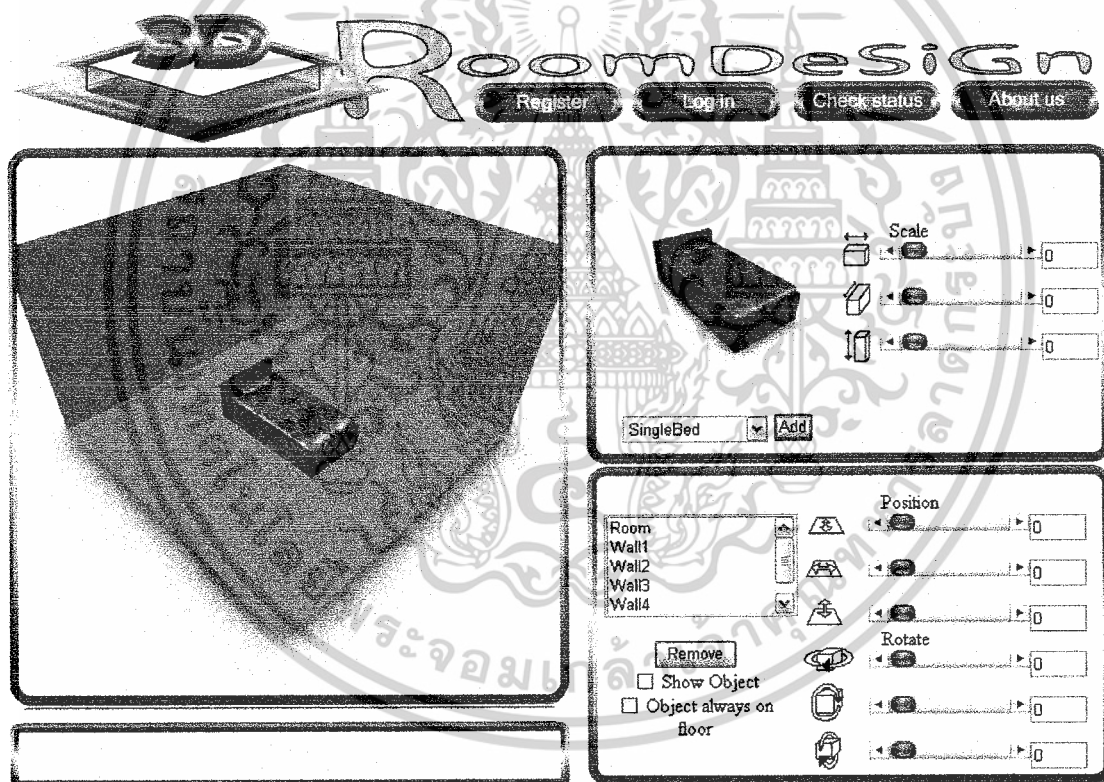 3D RoomDeSiGn
Register Log in Check status About us
Scale
0
0
0
SingleBed Add
Position
Room 0
Wall1
Wall2 0
Wall3
Wall4 0
Rotate
Remove 0
Show Object
Object always on 0
floor
0